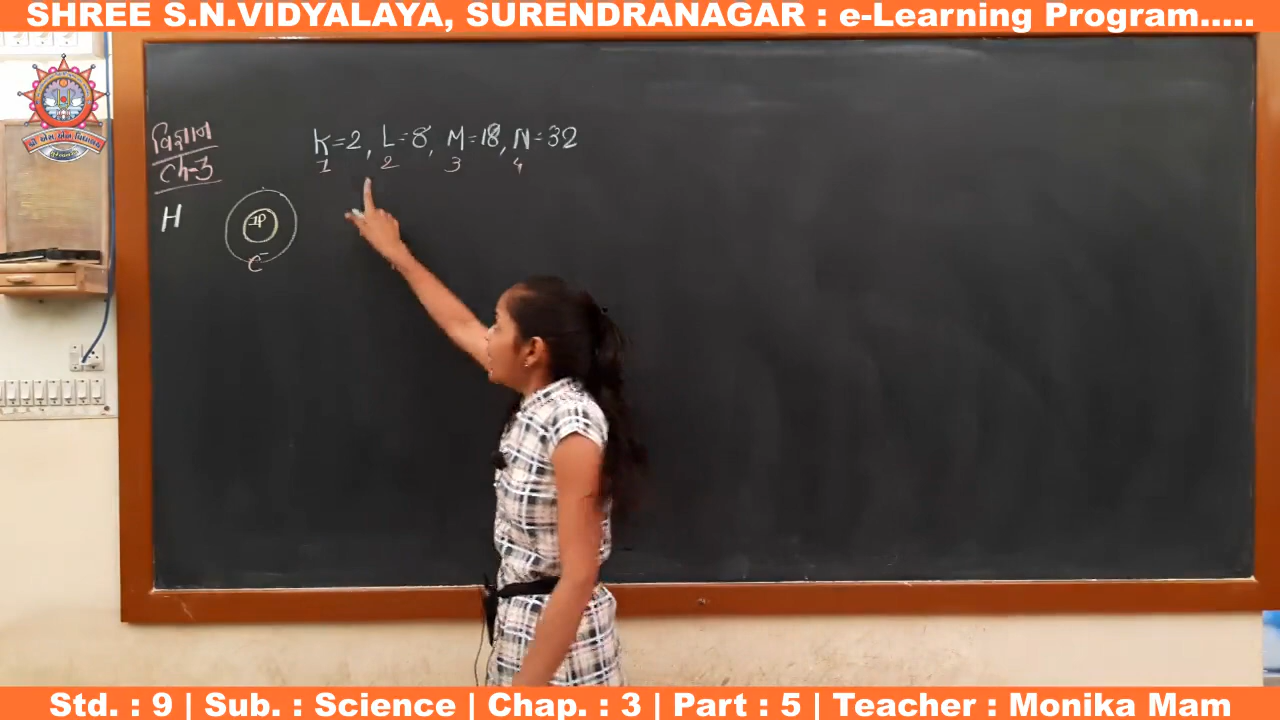 SHREE S.N.VIDYALAYA, SURENDRANAGAR : e-Learning Program.....
વિજ્ઞાન
Ch-3
K=2, L=8, M=18, N=32
1 2 3 4
H
1P
e⁻
Std. : 9 | Sub. : Science | Chap. : 3 | Part : 5 | Teacher : Monika Mam